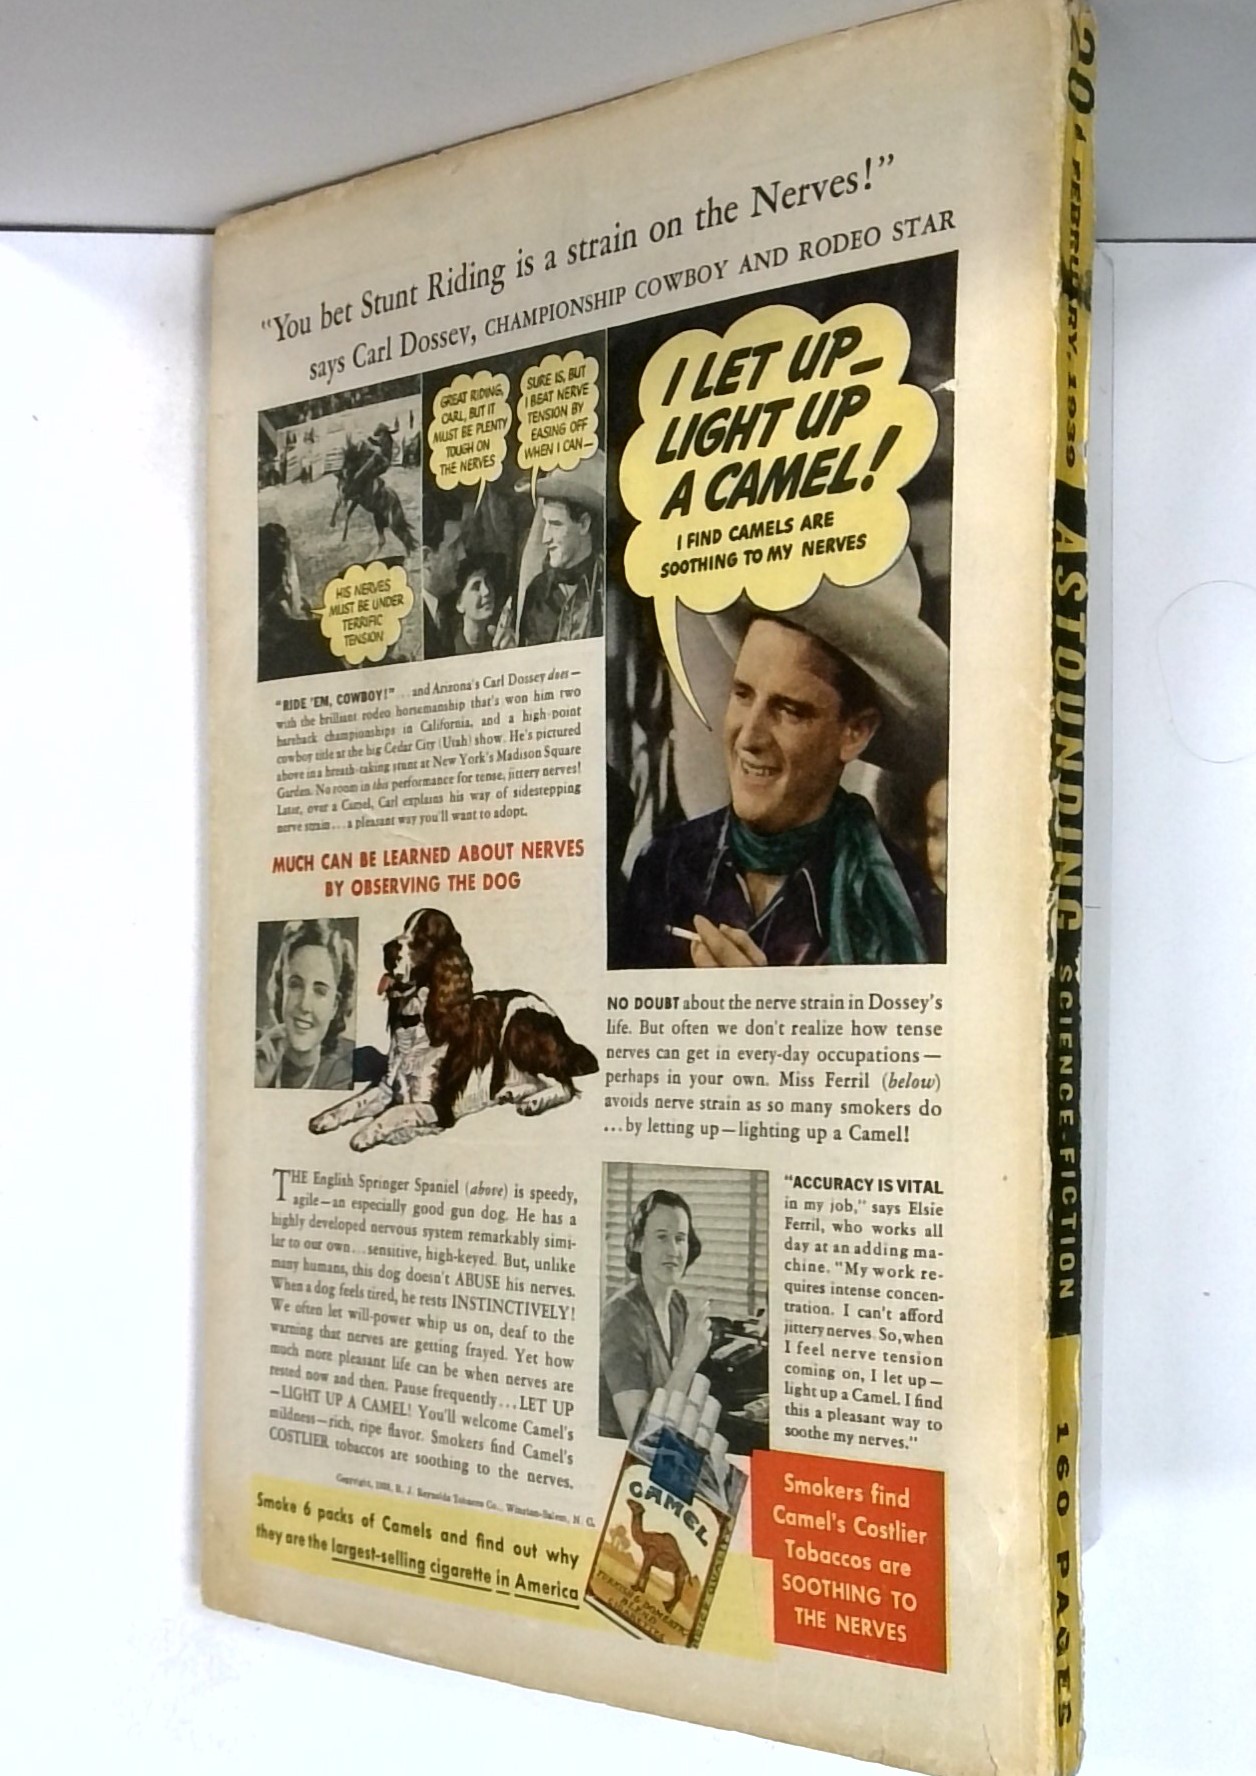 "You bet Stunt Riding is a strain on the Nerves!"
says Carl Dossey, CHAMPIONSHIP COWBOY AND RODEO STAR
GREAT RIDING,
CARL, BUT IT
MUST BE PLENTY
TOUGH ON
THE NERVES
SURE IS, BUT
I BEAT NERVE
TENSION BY
EASING OFF
WHEN I CAN—
HIS NERVES
MUST BE UNDER
TERRIFIC
TENSION
I LET UP—
LIGHT UP
A CAMEL!
I FIND CAMELS ARE
SOOTHING TO MY NERVES
"RIDE 'EM, COWBOY!" ...and Arizona's Carl Dossey does—
with the brilliant rodeo horsemanship that's won him two
bareback championships in California, and a high-point
cowboy title at the big Cedar City (Utah) show. He's pictured
above in a breath-taking stunt at New York's Madison Square
Garden. No room in this performance for tense, jittery nerves!
Later, over a Camel, Carl explains his way of sidestepping
nerve strain...a pleasant way you'll want to adopt.
MUCH CAN BE LEARNED ABOUT NERVES
BY OBSERVING THE DOG
THE English Springer Spaniel (above) is speedy,
agile—an especially good gun dog. He has a
highly developed nervous system remarkably simi-
lar to our own...sensitive, high-keyed. But, unlike
many humans, this dog doesn't ABUSE his nerves.
When a dog feels tired, he rests INSTINCTIVELY!
We often let will-power whip us on, deaf to the
warning that nerves are getting frayed. Yet how
much more pleasant life can be when nerves are
rested now and then. Pause frequently...LET UP
—LIGHT UP A CAMEL! You'll welcome Camel's
mildness—rich, ripe flavor. Smokers find Camel's
COSTLIER tobaccos are soothing to the nerves.
Copyright, 1938, R. J. Reynolds Tobacco Co., Winston-Salem, N. C.
Smoke 6 packs of Camels and find out why
they are the largest-selling cigarette in America
NO DOUBT about the nerve strain in Dossey's
life. But often we don't realize how tense
nerves can get in every-day occupations—
perhaps in your own. Miss Ferril (below)
avoids nerve strain as so many smokers do
...by letting up—lighting up a Camel!
"ACCURACY IS VITAL
in my job," says Elsie
Ferril, who works all
day at an adding ma-
chine. "My work re-
quires intense concen-
tration. I can't afford
jittery nerves. So, when
I feel nerve tension
coming on, I let up—
light up a Camel. I find
this a pleasant way to
soothe my nerves."
CAMEL
TURKISH & DOMESTIC
BLEND
CIGARETTES
Smokers find
Camel's Costlier
Tobaccos are
SOOTHING TO
THE NERVES
20 ¢ FEBRUARY, 1939 ASTOUNDING SCIENCE-FICTION 160 PAGES